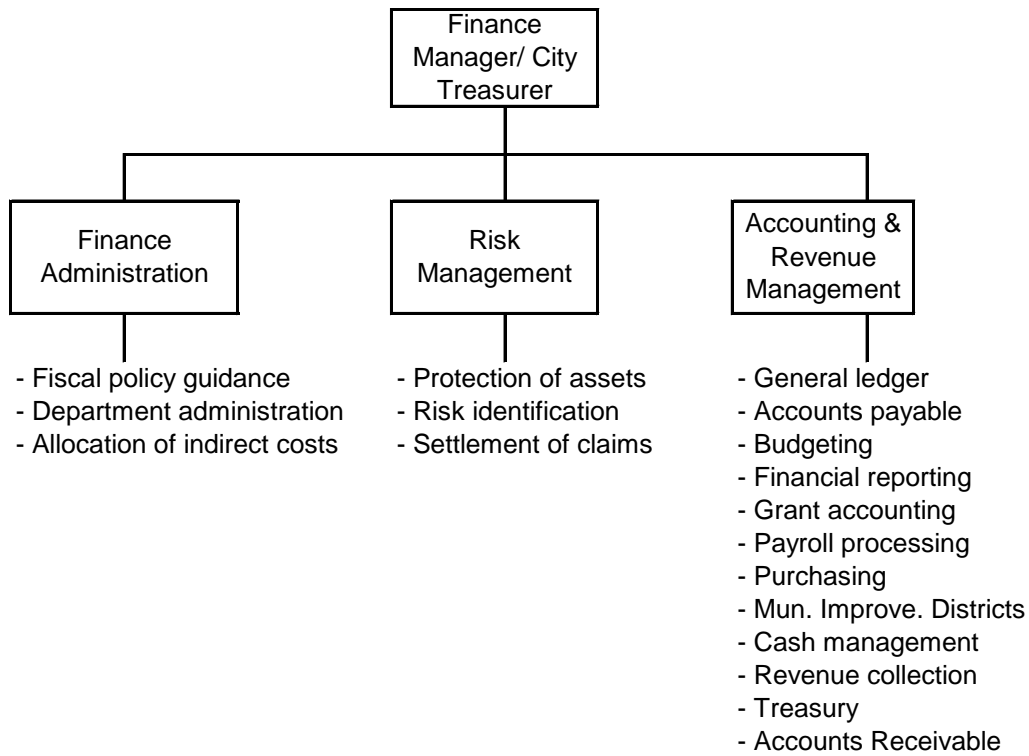 Finance
Manager/ City
Treasurer
Finance
Administration
Risk
Management
Accounting &
Revenue
Management
- Fiscal policy guidance
- Department administration
- Allocation of indirect costs
- Protection of assets
- Risk identification
- Settlement of claims
- General ledger
- Accounts payable
- Budgeting
- Financial reporting
- Grant accounting
- Payroll processing
- Purchasing
- Mun. Improve. Districts
- Cash management
- Revenue collection
- Treasury
- Accounts Receivable